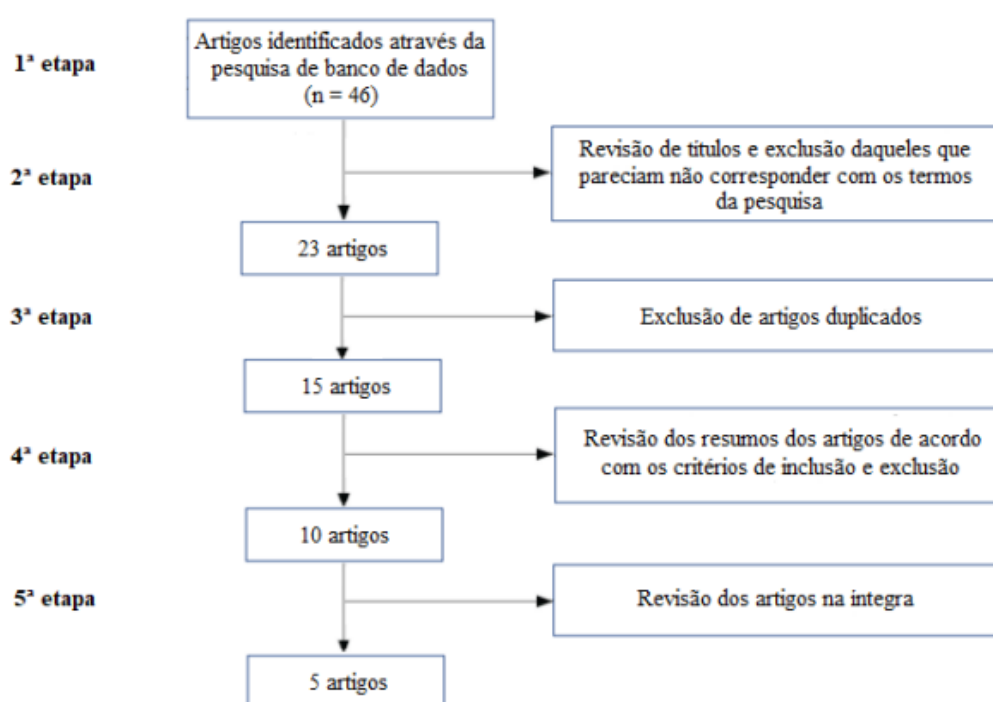 1ª etapa
Artigos identificados através da
pesquisa de banco de dados
(n = 46)
2ª etapa
Revisão de titulos e exclusão daqueles que
pareciam não corresponder com os termos
da pesquisa
23 artigos
3ª etapa
Exclusão de artigos duplicados
15 artigos
4ª etapa
Revisão dos resumos dos artigos de acordo
com os critérios de inclusão e exclusão
10 artigos
5ª etapa
Revisão dos artigos na integra
5 artigos